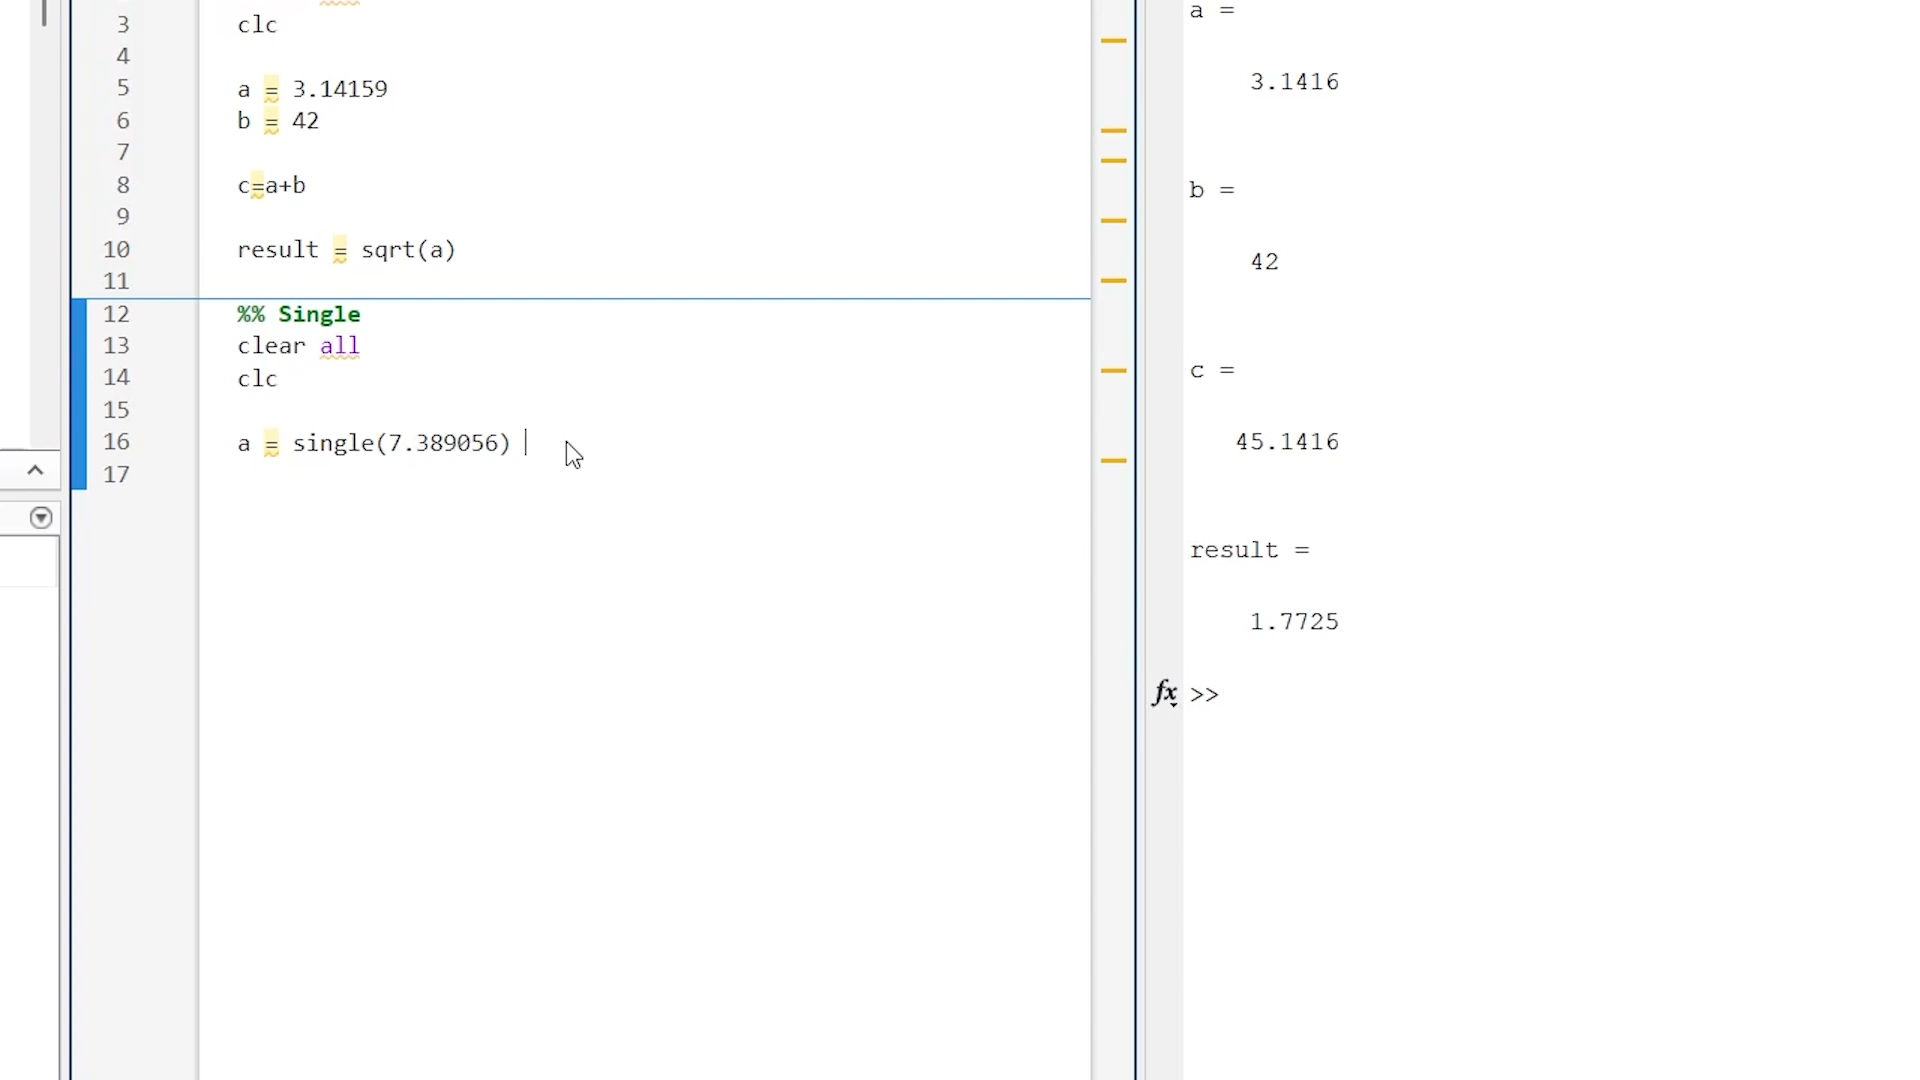 3 clc
4
5 a = 3.14159
6 b = 42
7
8 c=a+b
9
10 result = sqrt(a)
11
12 %% Single
13 clear all
14 clc
15
16 a = single(7.389056)
17
a =
3.1416
b =
42
c =
45.1416
result =
1.7725
fx >>